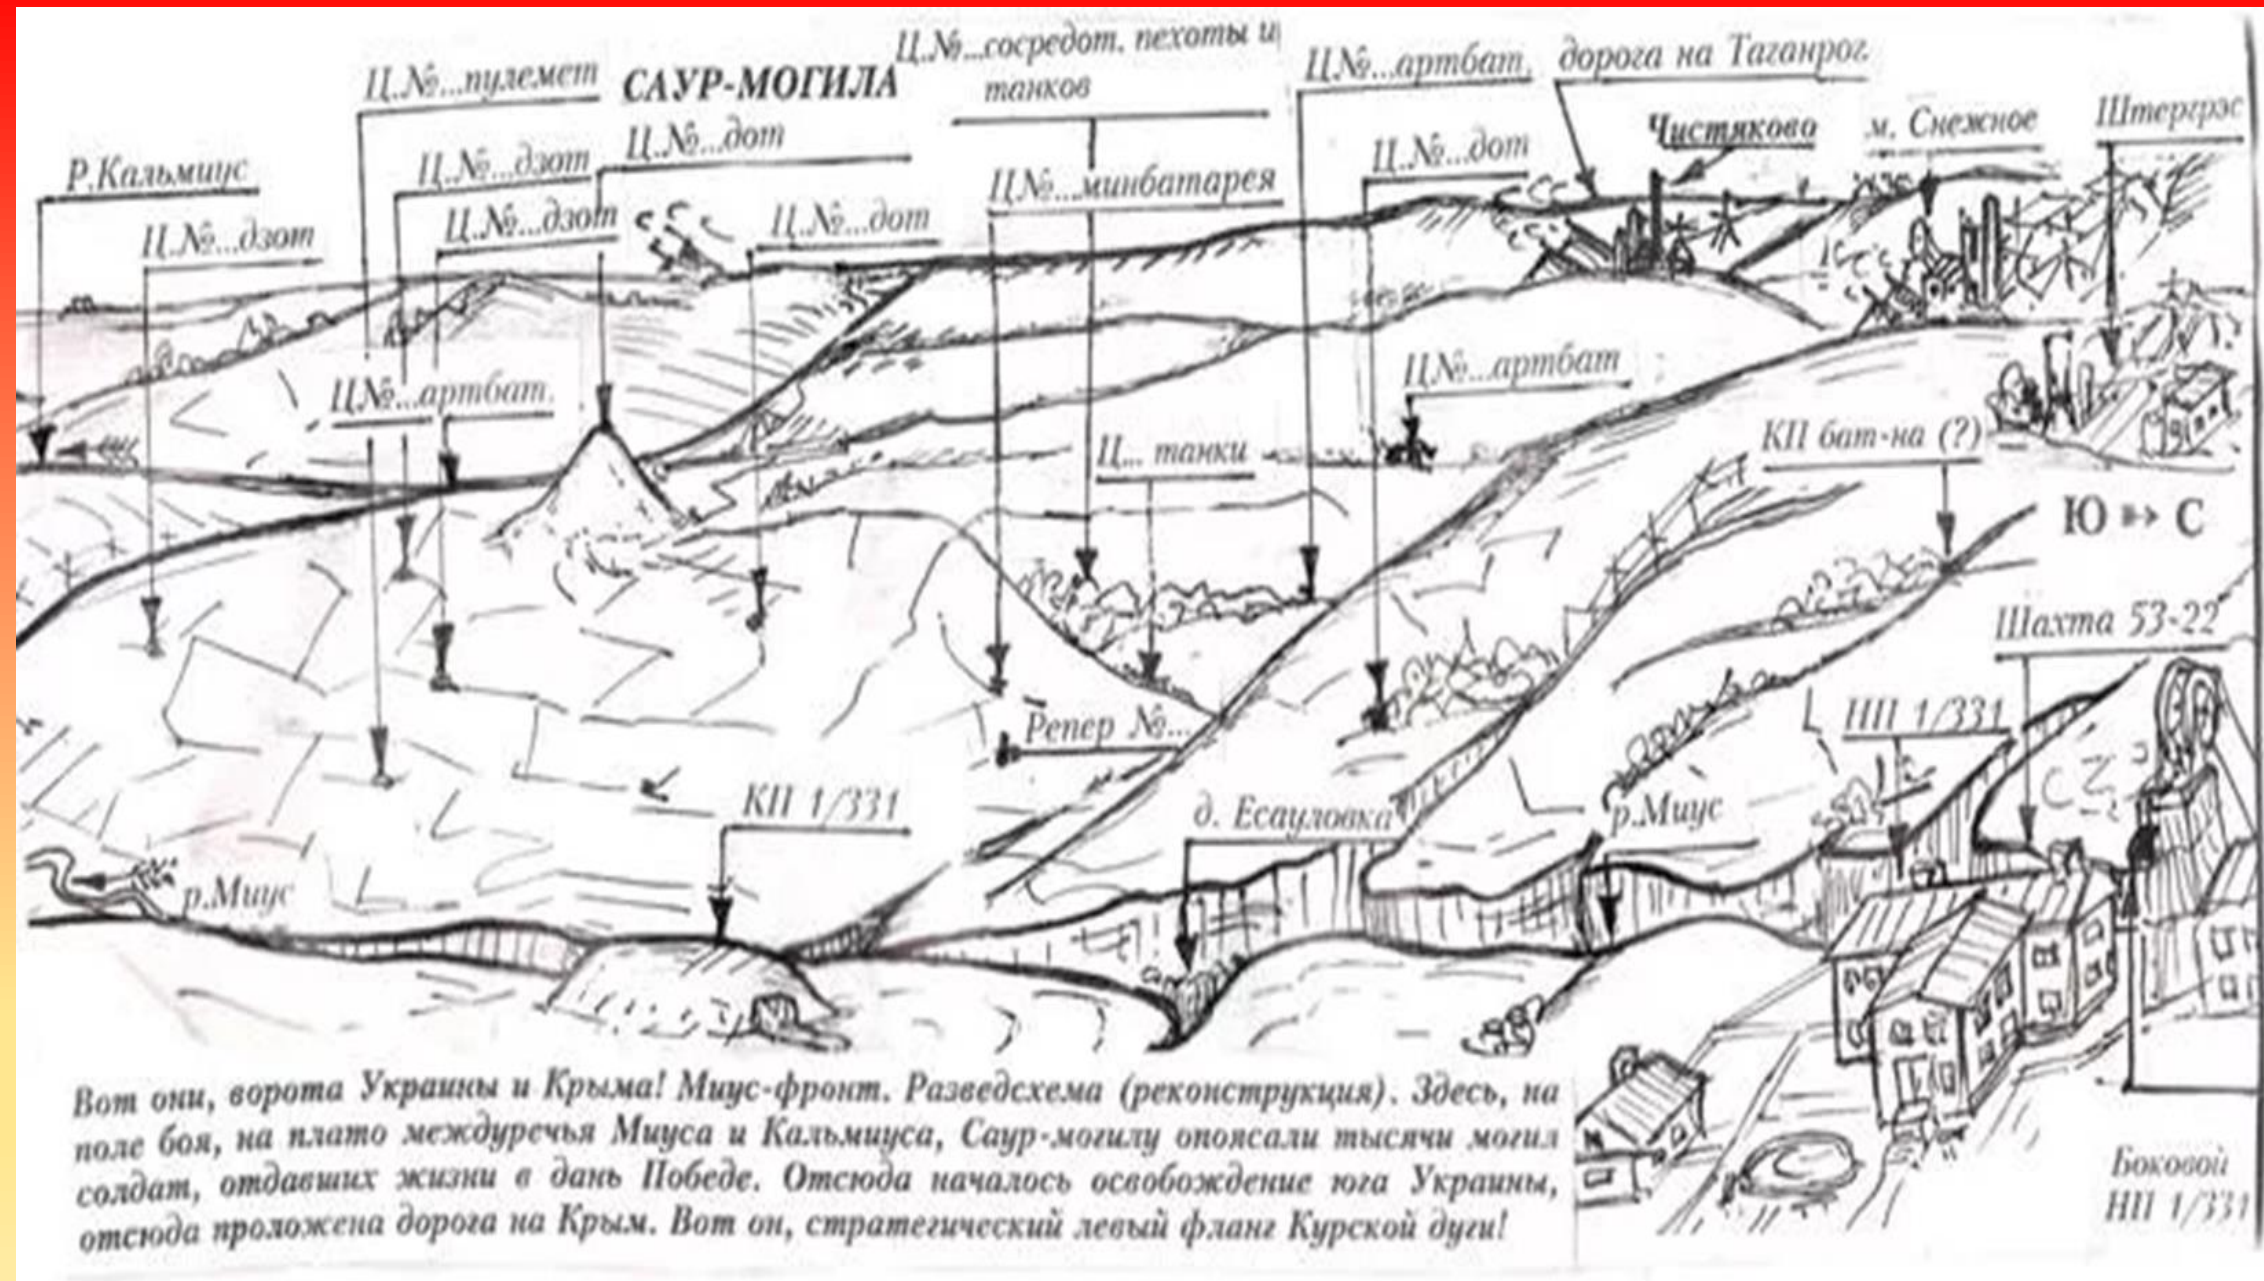 Ц.№...пулемет
САУР-МОГИЛА
Ц.№...сосредот. пехоты и
танков
Ц.№...артбат.
дорога на Таганрог
Р.Кальмиус
Ц.№...дзот
Ц.№...дот
Ц.№...минбатарея
Ц.№...дот
Чистяково
м. Снежное
Штергрэс
Ц.№...дзот
Ц.№...дзот
Ц.№...дот
Ц.№...артбат.
Ц.№...артбат
Ц... танки
КП бат-на (?)
Ю ➳ С
Шахта 53-22
Репер №...
НП 1/331
КП 1/331
д. Есауловка
р.Миус
р.Миус
Вот они, ворота Украины и Крыма! Миус-фронт. Разведсхема (реконструкция). Здесь, на
поле боя, на плато междуречья Миуса и Кальмиуса, Саур-могилу опоясали тысячи могил
солдат, отдавших жизни в дань Победе. Отсюда началось освобождение юга Украины,
отсюда проложена дорога на Крым. Вот он, стратегический левый фланг Курской дуги!
Боковой
НП 1/331